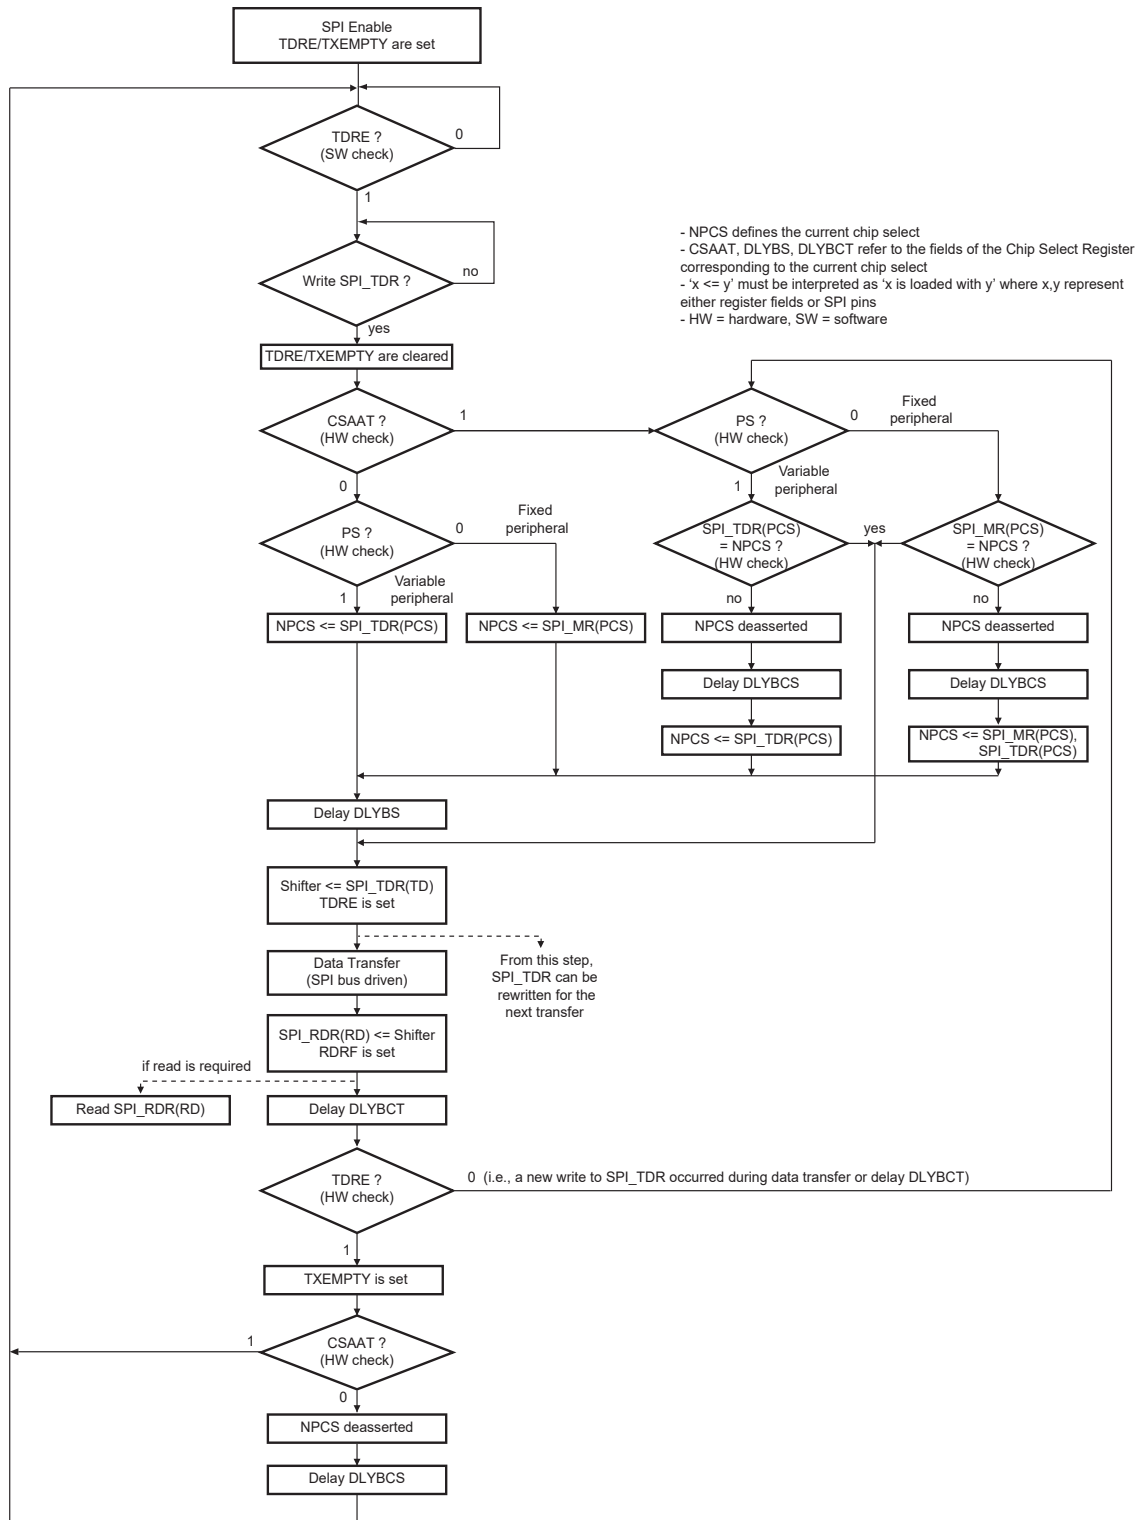 SPI Enable
TDRE/TXEMPTY are set
TDRE ?
(SW check)
0
1
Write SPI_TDR ?
no
yes
- NPCS defines the current chip select
- CSAAT, DLYBS, DLYBCT refer to the fields of the Chip Select Register
corresponding to the current chip select
- ‘x <= y’ must be interpreted as ‘x is loaded with y’ where x,y represent
either register fields or SPI pins
- HW = hardware, SW = software
TDRE/TXEMPTY are cleared
CSAAT ?
(HW check)
1
0
PS ?
(HW check)
0
Fixed
peripheral
1
Variable
peripheral
PS ?
(HW check)
0
Fixed
peripheral
1
Variable
peripheral
SPI_TDR(PCS)
= NPCS ?
(HW check)
yes
SPI_MR(PCS)
= NPCS ?
(HW check)
no
no
NPCS <= SPI_TDR(PCS)
NPCS <= SPI_MR(PCS)
NPCS deasserted
NPCS deasserted
Delay DLYBCS
Delay DLYBCS
NPCS <= SPI_TDR(PCS)
NPCS <= SPI_MR(PCS),
SPI_TDR(PCS)
Delay DLYBS
Shifter <= SPI_TDR(TD)
TDRE is set
Data Transfer
(SPI bus driven)
From this step,
SPI_TDR can be
rewritten for the
next transfer
SPI_RDR(RD) <= Shifter
RDRF is set
if read is required
Read SPI_RDR(RD)
Delay DLYBCT
TDRE ?
(HW check)
0 (i.e., a new write to SPI_TDR occurred during data transfer or delay DLYBCT)
1
TXEMPTY is set
CSAAT ?
(HW check)
1
0
NPCS deasserted
Delay DLYBCS